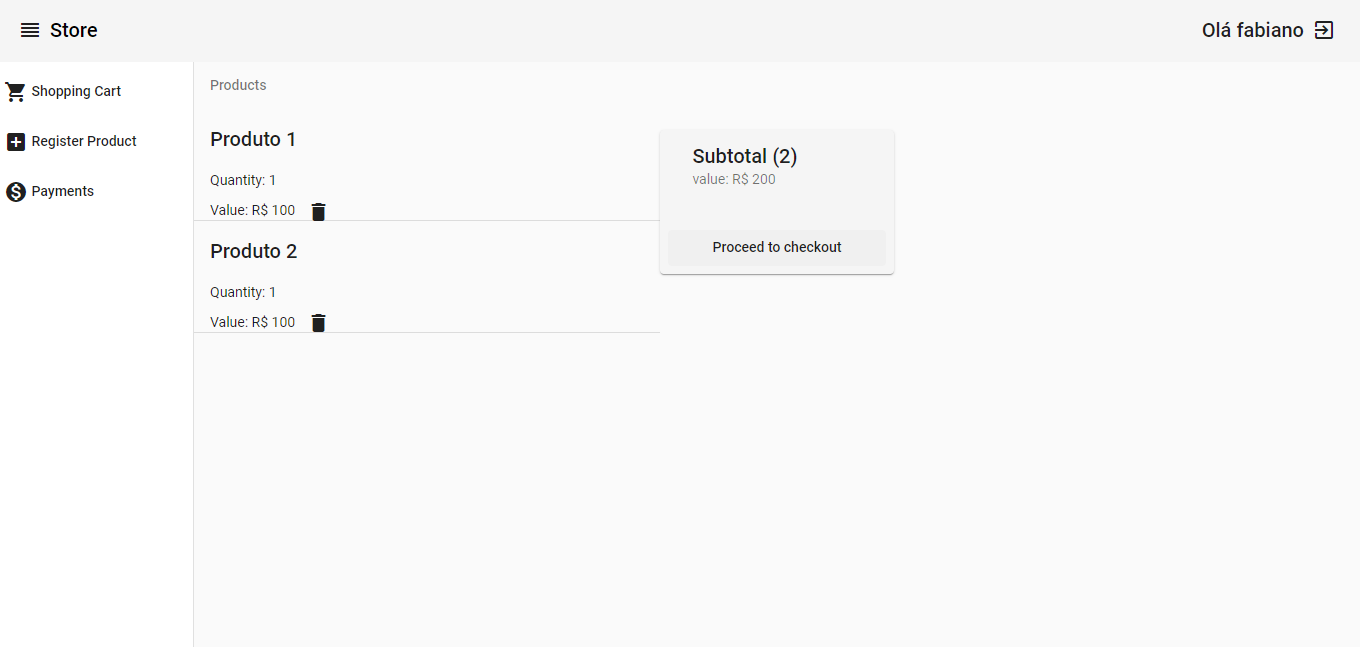 Store
Olá fabiano
Shopping Cart
Register Product
Payments
Products
Produto 1
Quantity: 1
Value: R$ 100
Produto 2
Quantity: 1
Value: R$ 100
Subtotal (2)
value: R$ 200
Proceed to checkout